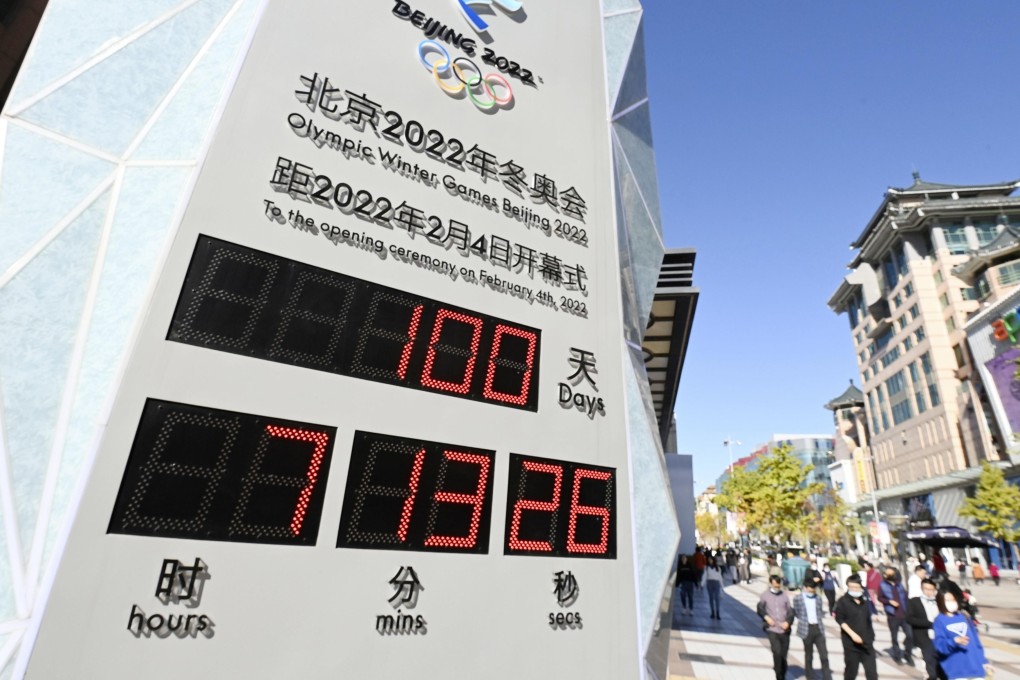 BEIJING 2022
北京2022年冬奥会
Olympic Winter Games Beijing 2022
距2022年2月4日开幕式
To the opening ceremony on February 4th, 2022
100
天
Days
7 13 26
时 分 秒
hours mins secs